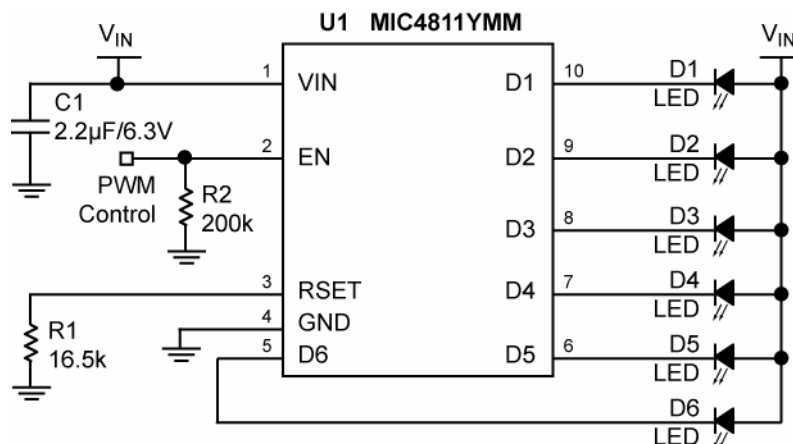 U1 MIC4811YMM
VIN
VIN
1
VIN
D1
10
D1
LED
C1
2.2µF/6.3V
2
EN
D2
9
D2
LED
PWM
Control
R2
200k
D3
8
D3
LED
3
RSET
D4
7
D4
LED
R1
16.5k
4
GND
5
D6
D5
6
D5
LED
D6
LED